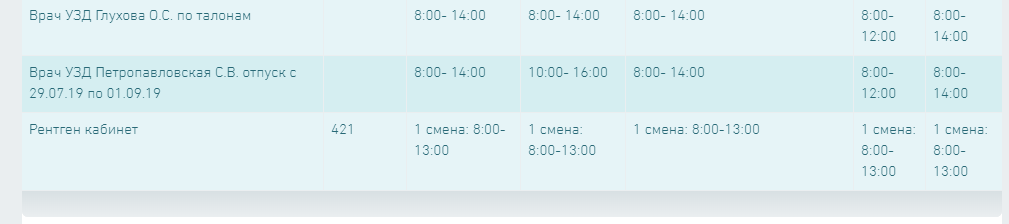 Врач УЗД Глухова О.С. по талонам 8:00- 14:00 8:00- 14:00 8:00- 14:00 8:00- 8:00-
12:00 14:00
Врач УЗД Петропавловская С.В. отпуск с 8:00- 14:00 10:00- 16:00 8:00- 14:00 8:00- 8:00-
29.07.19 по 01.09.19 12:00 14:00
Рентген кабинет 421 1 смена: 8:00- 1 смена: 1 смена: 8:00-13:00 1 смена: 1 смена:
13:00 8:00-13:00 8:00- 8:00-
13:00 13:00